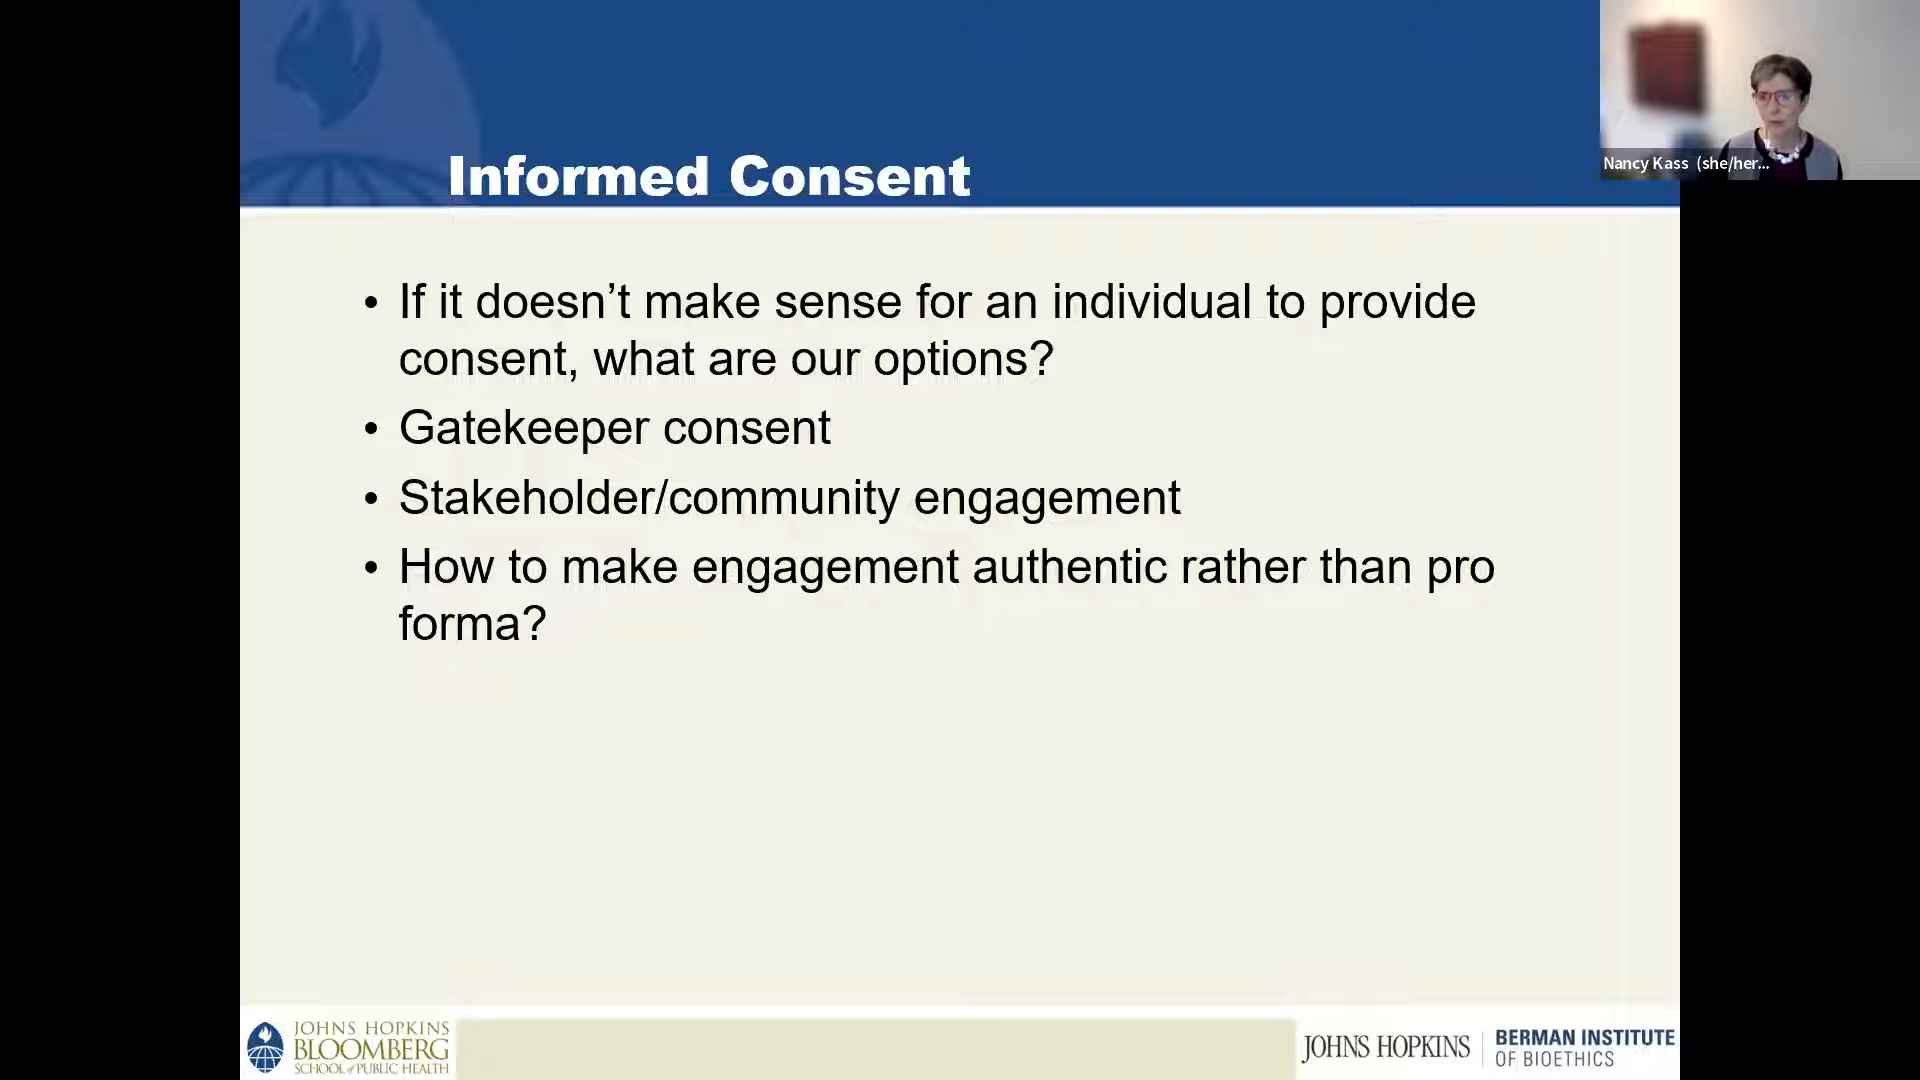 Informed Consent
Nancy Kass (she/her...
• If it doesn’t make sense for an individual to provide
consent, what are our options?
• Gatekeeper consent
• Stakeholder/community engagement
• How to make engagement authentic rather than pro
forma?
JOHNS HOPKINS
BLOOMBERG
SCHOOL of PUBLIC HEALTH
JOHNS HOPKINS
BERMAN INSTITUTE
OF BIOETHICS